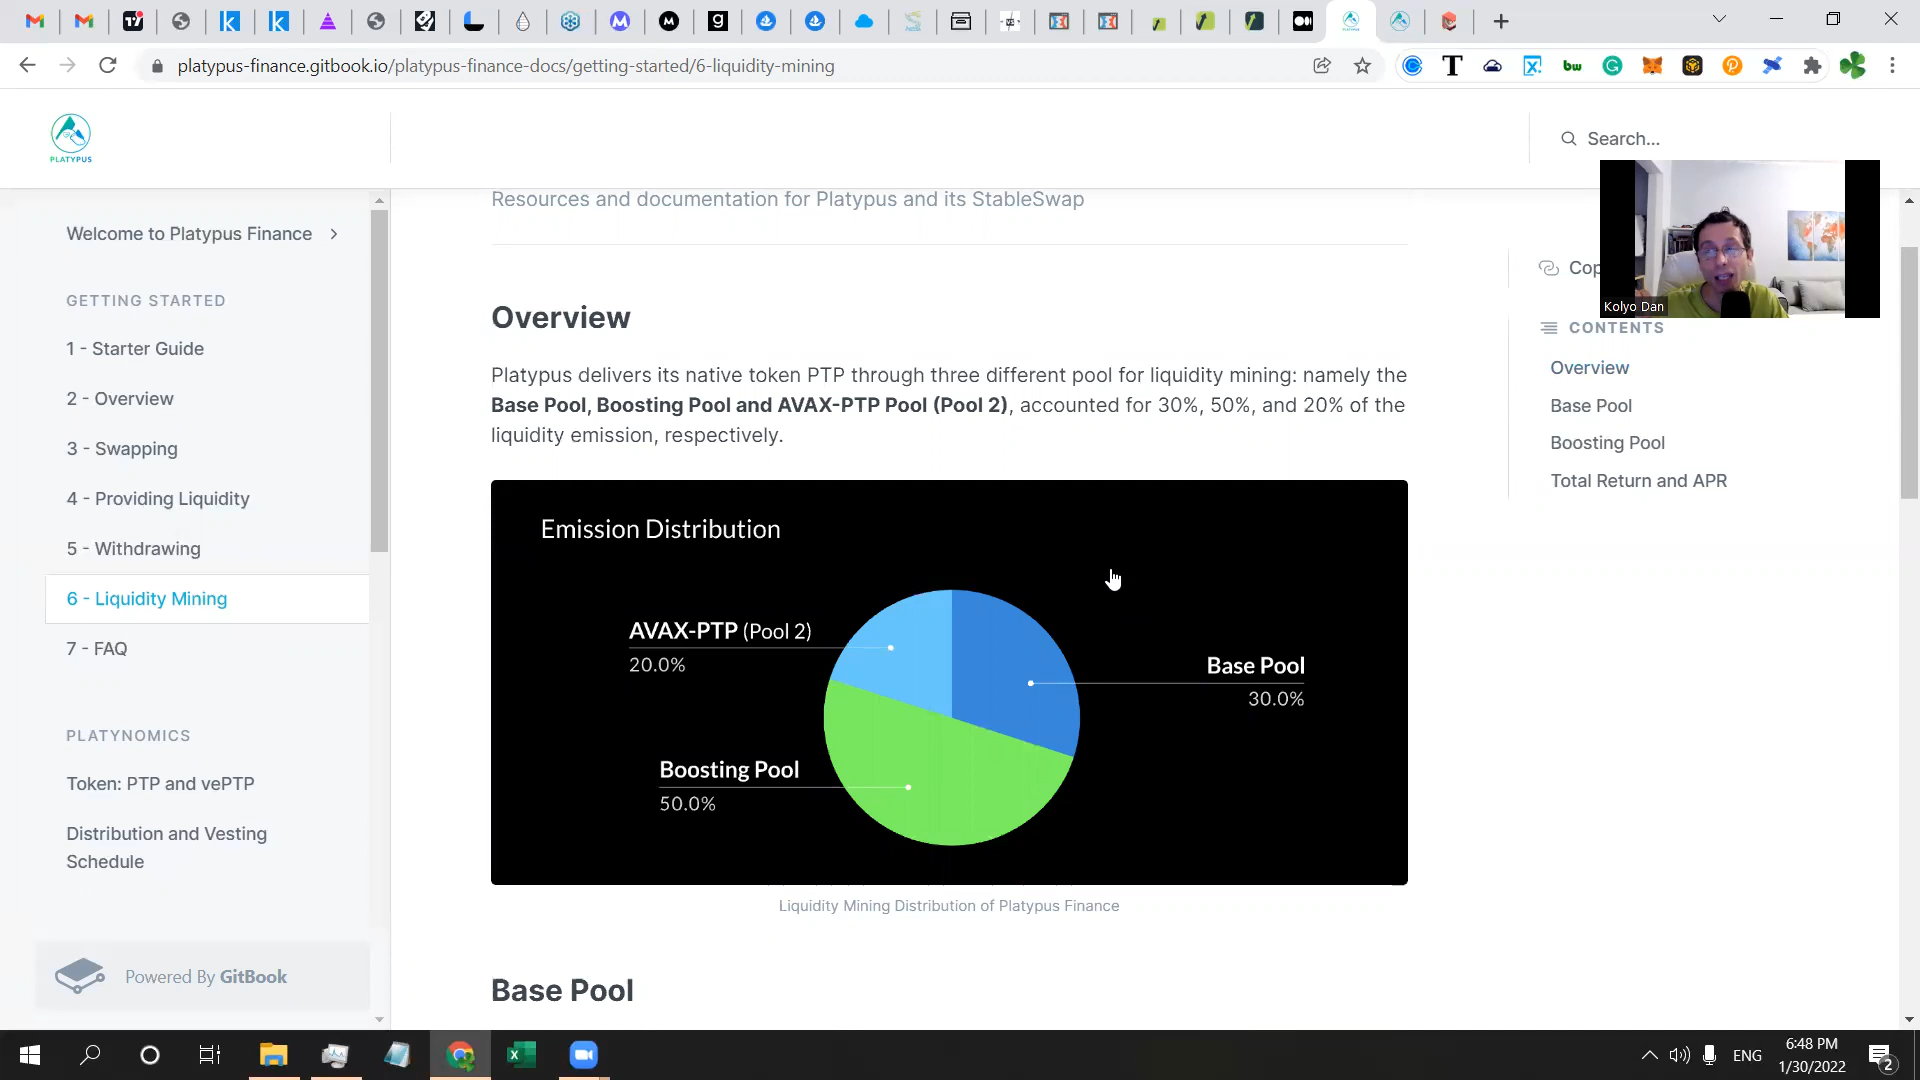 platypus-finance.gitbook.io/platypus-finance-docs/getting-started/6-liquidity-mining
PLATYPUS
Search...
Resources and documentation for Platypus and its StableSwap
Welcome to Platypus Finance
GETTING STARTED
1 - Starter Guide
2 - Overview
3 - Swapping
4 - Providing Liquidity
5 - Withdrawing
6 - Liquidity Mining
7 - FAQ
PLATYNOMICS
Token: PTP and vePTP
Distribution and Vesting
Schedule
Powered By GitBook
Overview
Platypus delivers its native token PTP through three different pool for liquidity mining: namely the
Base Pool, Boosting Pool and AVAX-PTP Pool (Pool 2), accounted for 30%, 50%, and 20% of the
liquidity emission, respectively.
Emission Distribution
AVAX-PTP (Pool 2)
20.0%
Base Pool
30.0%
Boosting Pool
50.0%
Liquidity Mining Distribution of Platypus Finance
Base Pool
Cop
Kolyo Dan
CONTENTS
Overview
Base Pool
Boosting Pool
Total Return and APR
ENG
6:48 PM
1/30/2022
2